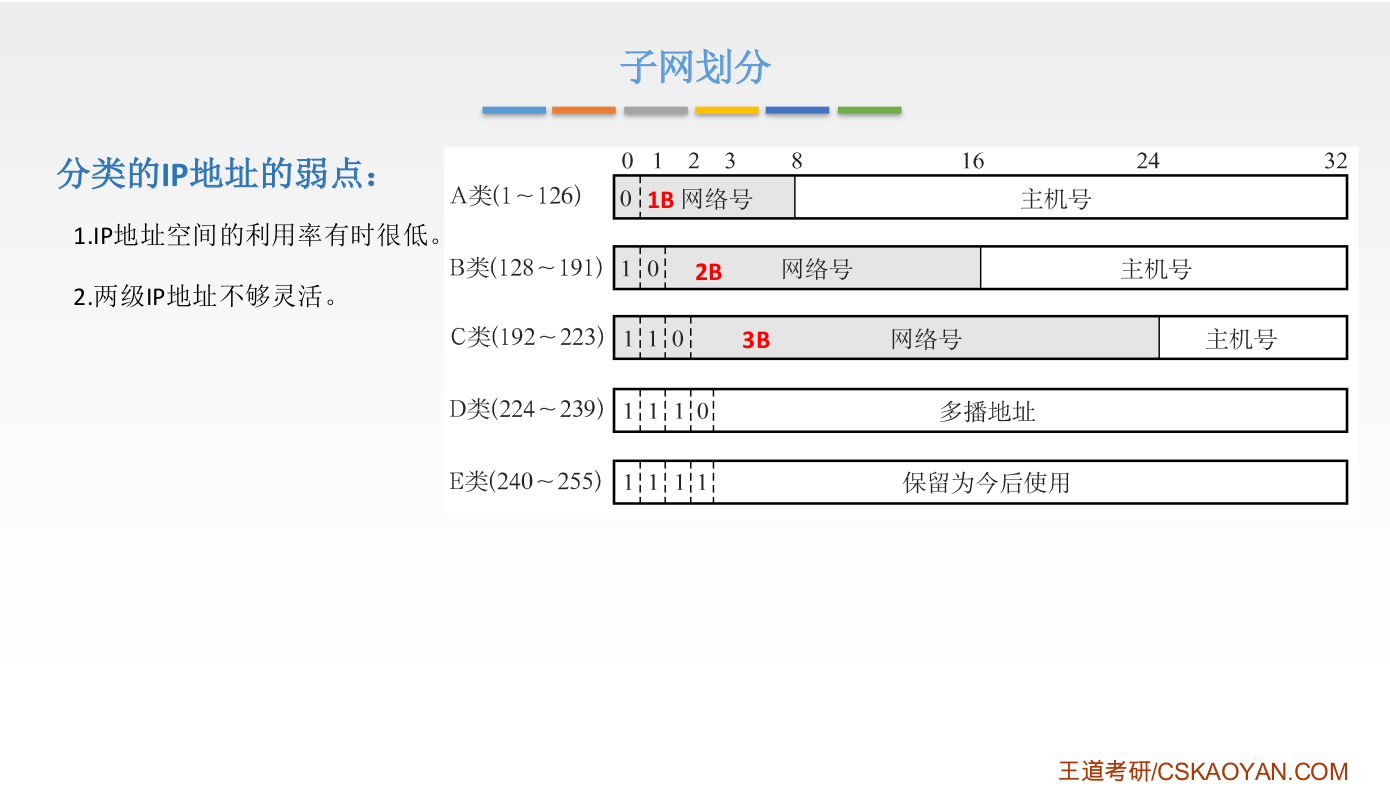 子网划分
分类的IP地址的弱点：
1.IP地址空间的利用率有时很低。
2.两级IP地址不够灵活。
0 1 2 3 8 16 24 32
A类(1～126) 0 1B 网络号 主机号
B类(128～191) 1 0 2B 网络号 主机号
C类(192～223) 1 1 0 3B 网络号 主机号
D类(224～239) 1 1 1 0 多播地址
E类(240～255) 1 1 1 1 保留为今后使用
王道考研/CSKAOYAN.COM